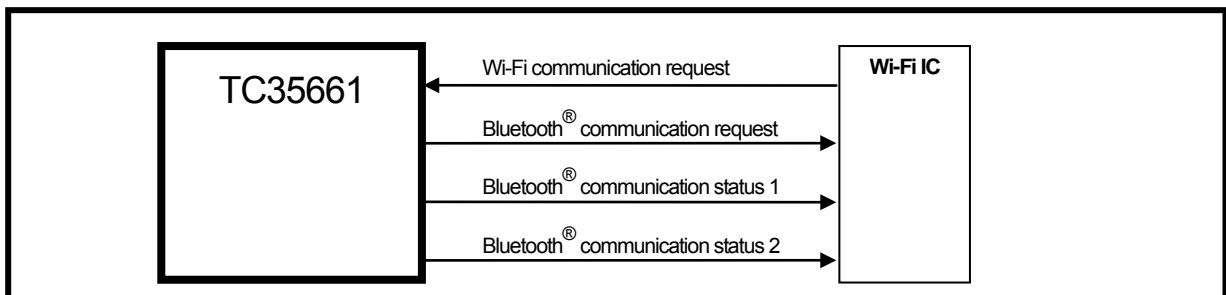 TC35661
Wi-Fi communication request
Wi-Fi IC
Bluetooth® communication request
Bluetooth® communication status 1
Bluetooth® communication status 2